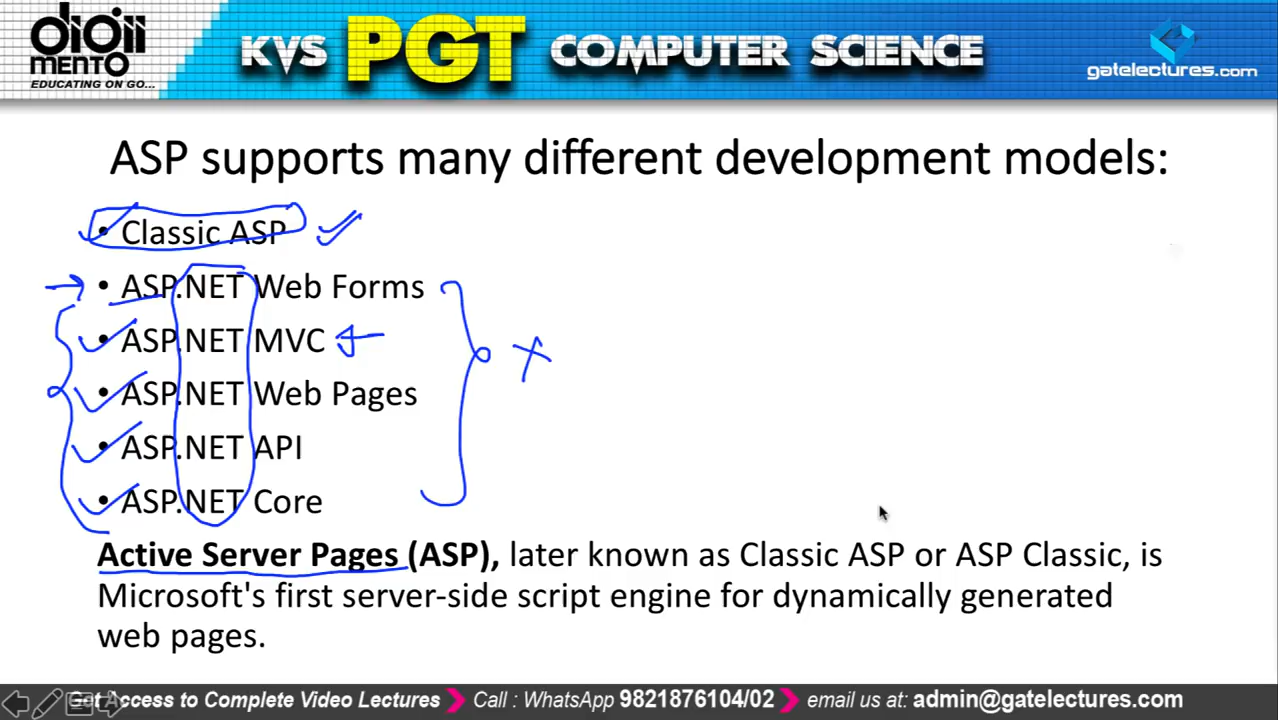 digii
MENTO
EDUCATING ON GO...
KVS PGT COMPUTER SCIENCE
gatelectures.com
ASP supports many different development models:
• Classic ASP
• ASP.NET Web Forms
• ASP.NET MVC
• ASP.NET Web Pages
• ASP.NET API
• ASP.NET Core
Active Server Pages (ASP), later known as Classic ASP or ASP Classic, is
Microsoft's first server-side script engine for dynamically generated
web pages.
Get Access to Complete Video Lectures Call : WhatsApp 9821876104/02 email us at: admin@gatelectures.com